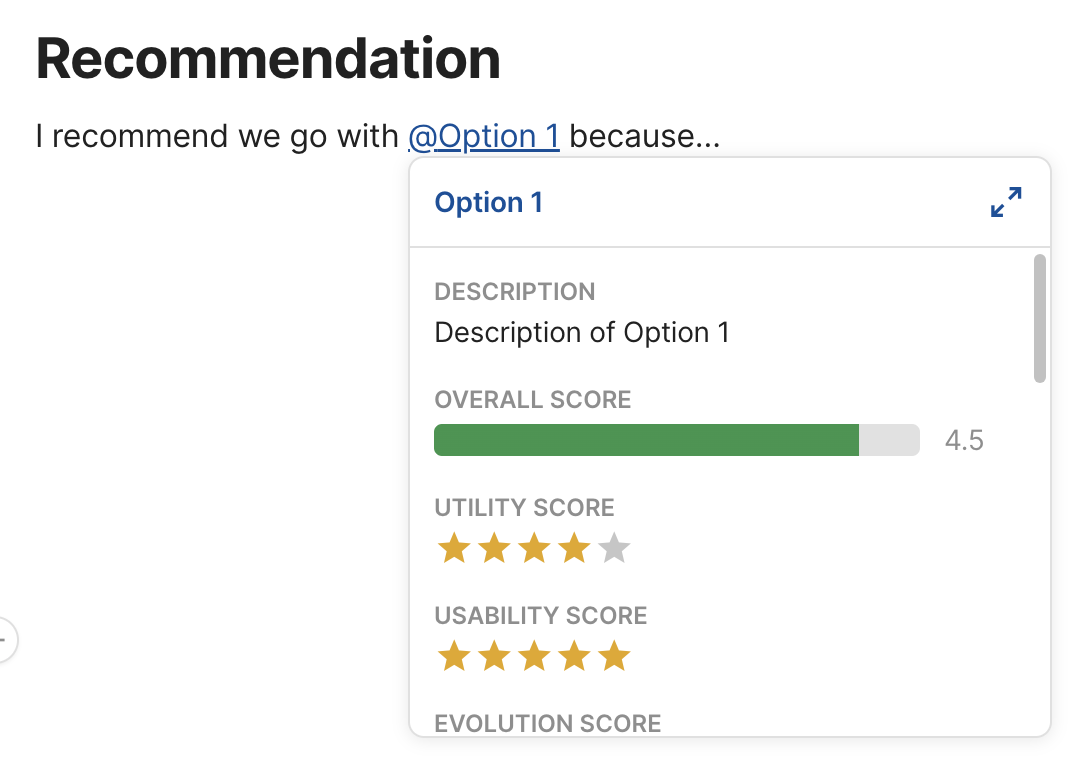 Recommendation
I recommend we go with @Option 1 because...
Option 1
DESCRIPTION
Description of Option 1
OVERALL SCORE
4.5
UTILITY SCORE
USABILITY SCORE
EVOLUTION SCORE